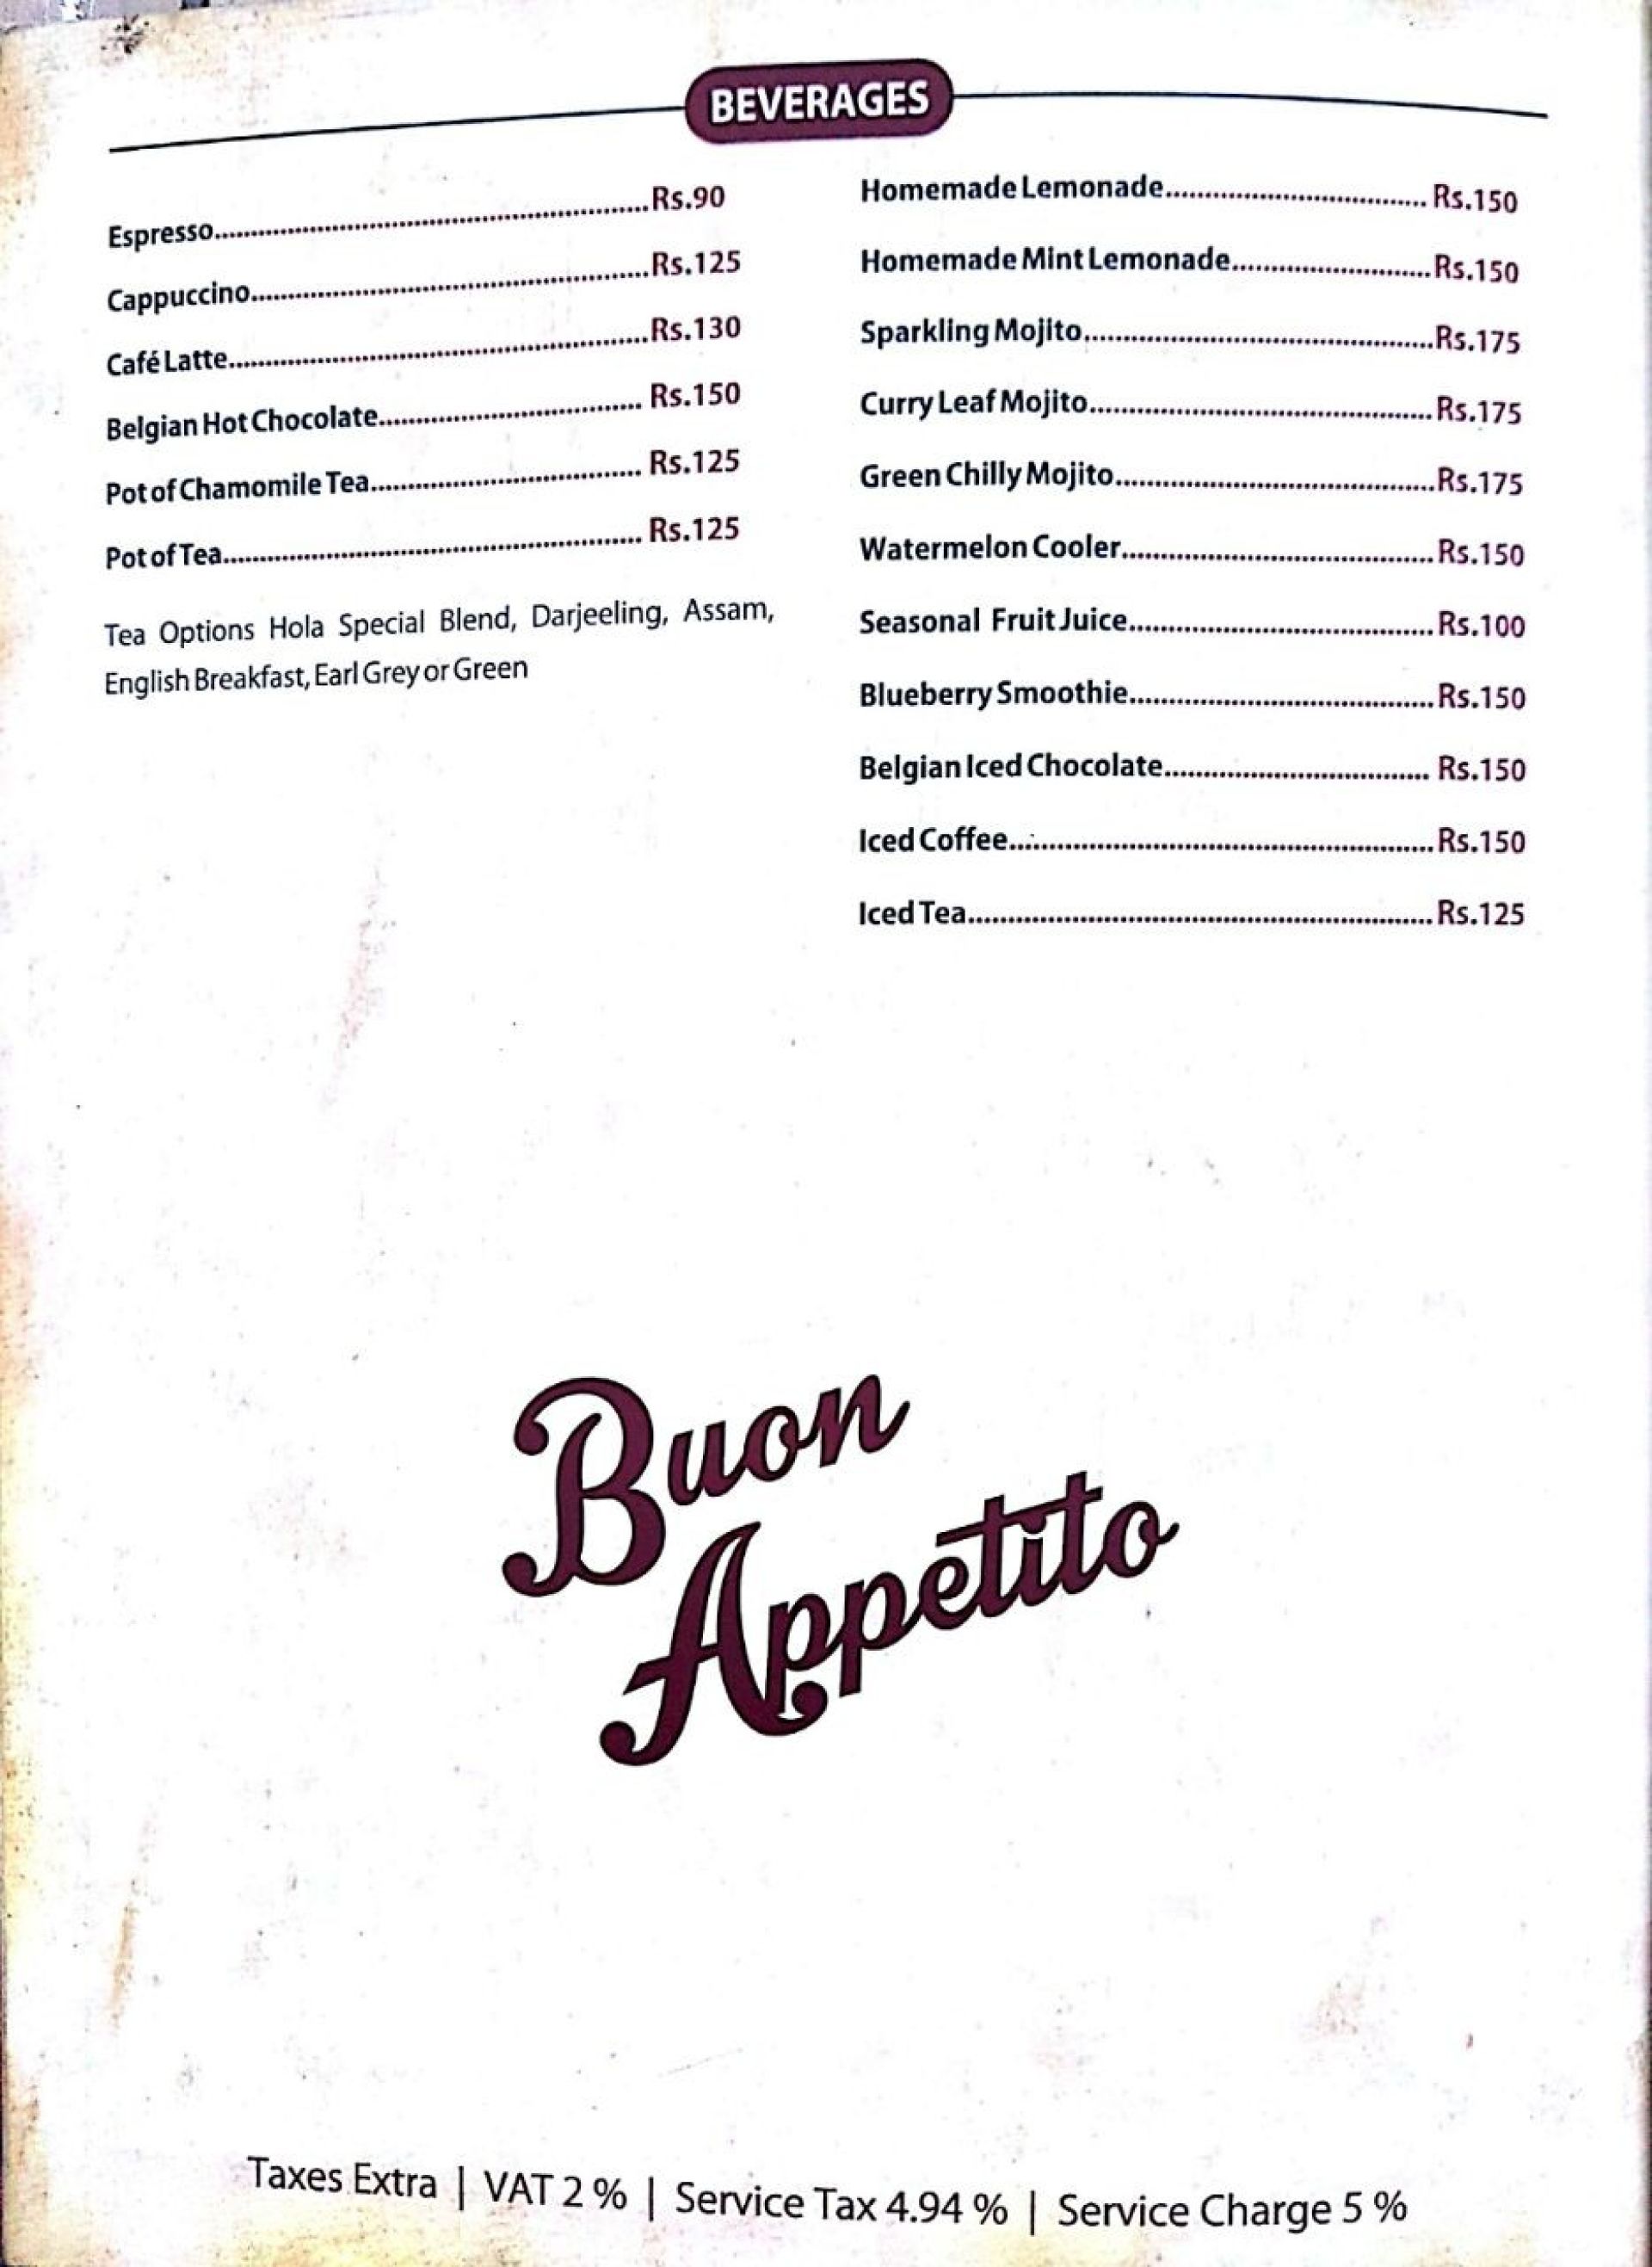 BEVERAGES
Espresso.....Rs.90
Cappuccino.....Rs.125
Café Latte.....Rs.130
Belgian Hot Chocolate..... Rs.150
Pot of Chamomile Tea..... Rs.125
Pot of Tea..... Rs.125
Tea Options Hola Special Blend, Darjeeling, Assam,
English Breakfast, Earl Grey or Green
Homemade Lemonade..... Rs.150
Homemade Mint Lemonade.....Rs.150
Sparkling Mojito.....Rs.175
Curry Leaf Mojito.....Rs.175
Green Chilly Mojito.....Rs.175
Watermelon Cooler.....Rs.150
Seasonal Fruit Juice.....Rs.100
Blueberry Smoothie.....Rs.150
Belgian Iced Chocolate..... Rs.150
Iced Coffee.....Rs.150
Iced Tea.....Rs.125
Buon
Appetito
Taxes Extra | VAT 2 % | Service Tax 4.94 % | Service Charge 5 %